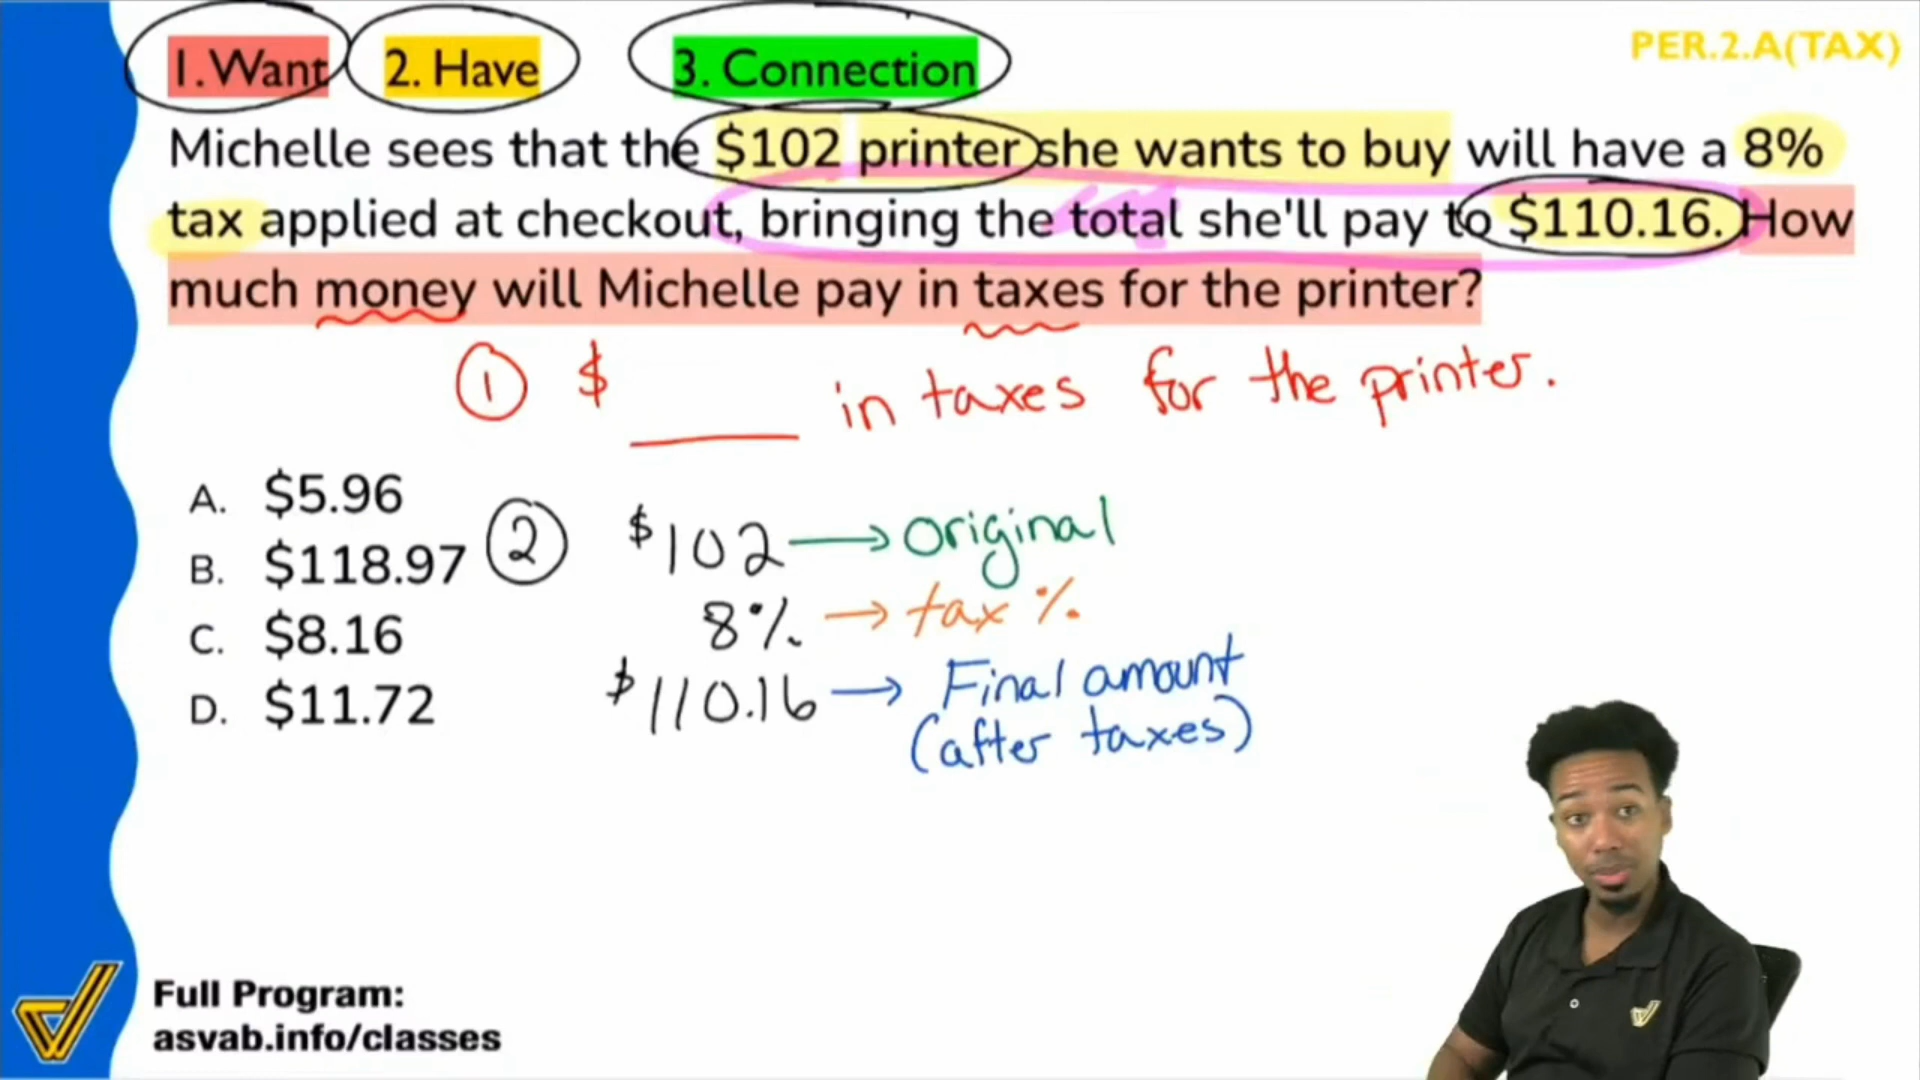 1. Want 2. Have 3. Connection
PER.2.A(TAX)
Michelle sees that the $102 printer she wants to buy will have a 8%
tax applied at checkout, bringing the total she'll pay to $110.16. How
much money will Michelle pay in taxes for the printer?
1 $ ____ in taxes for the printer.
A. $5.96
B. $118.97
C. $8.16
D. $11.72
2 $102 → original
8% → tax %
$110.16 → Final amount
(after taxes)
Full Program:
asvab.info/classes